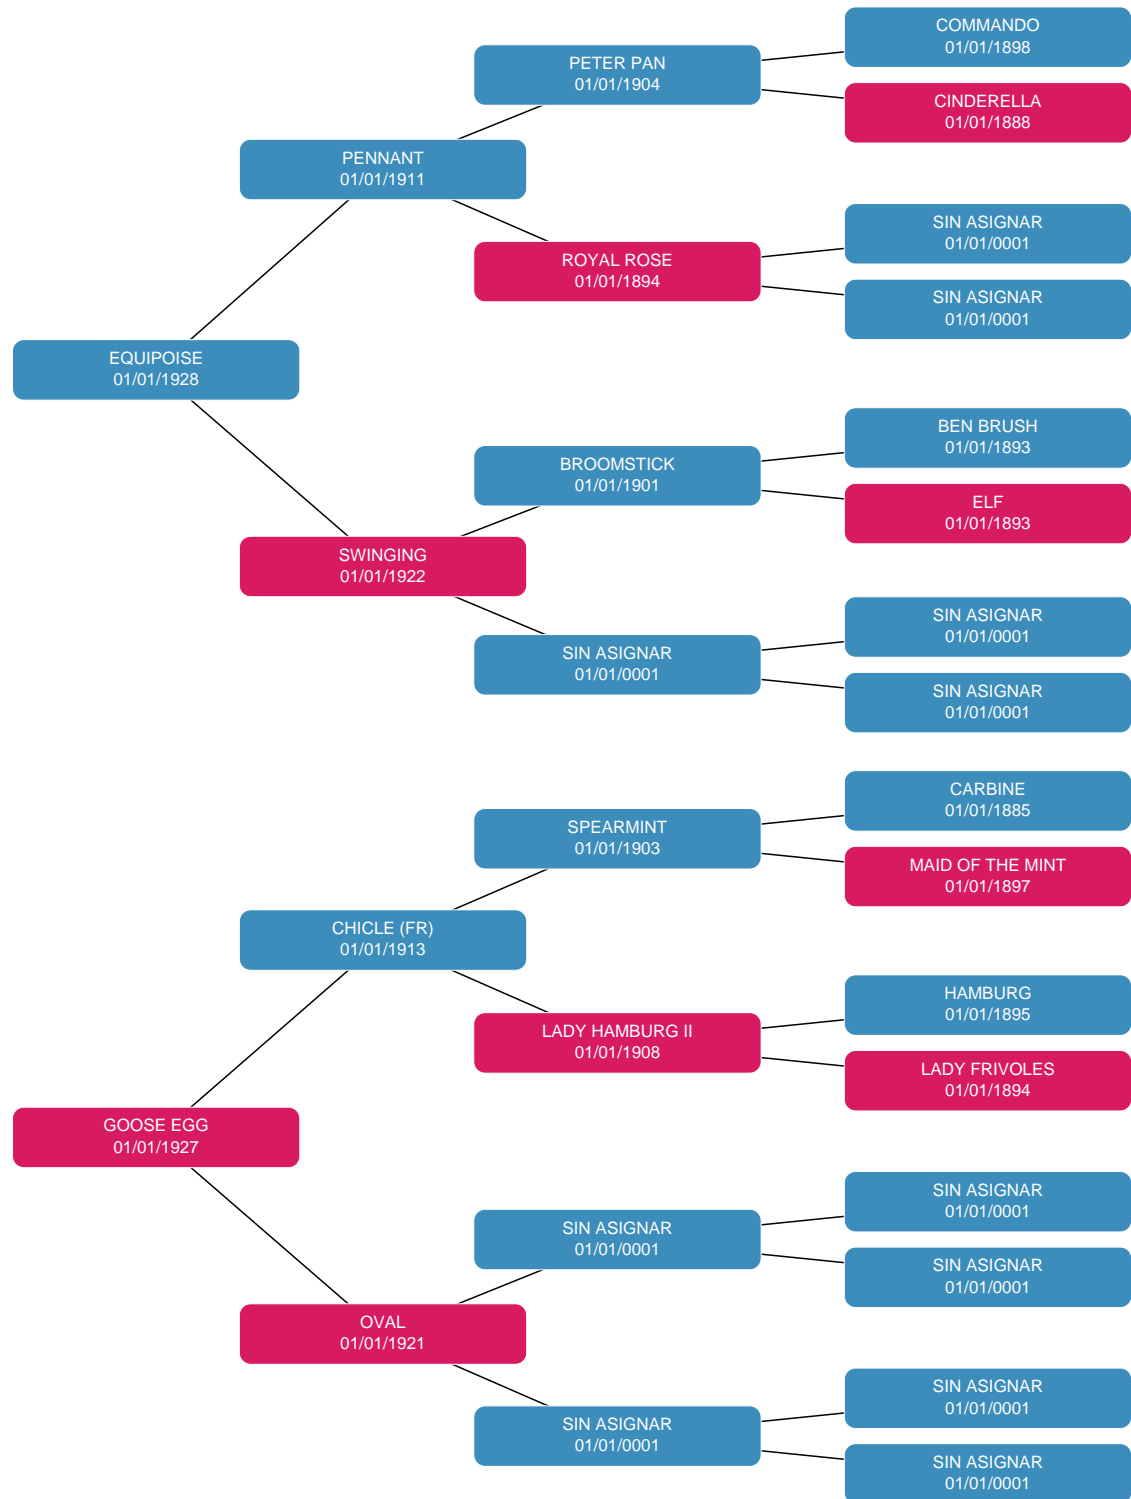 COMMANDO
01/01/1898
PETER PAN
01/01/1904
CINDERELLA
01/01/1888
PENNANT
01/01/1911
SIN ASIGNAR
01/01/0001
ROYAL ROSE
01/01/1894
SIN ASIGNAR
01/01/0001
EQUIPOISE
01/01/1928
BEN BRUSH
01/01/1893
BROOMSTICK
01/01/1901
ELF
01/01/1893
SWINGING
01/01/1922
SIN ASIGNAR
01/01/0001
SIN ASIGNAR
01/01/0001
SIN ASIGNAR
01/01/0001
CARBINE
01/01/1885
SPEARMINT
01/01/1903
MAID OF THE MINT
01/01/1897
CHICLE (FR)
01/01/1913
HAMBURG
01/01/1895
LADY HAMBURG II
01/01/1908
LADY FRIVOLES
01/01/1894
GOOSE EGG
01/01/1927
SIN ASIGNAR
01/01/0001
SIN ASIGNAR
01/01/0001
SIN ASIGNAR
01/01/0001
OVAL
01/01/1921
SIN ASIGNAR
01/01/0001
SIN ASIGNAR
01/01/0001
SIN ASIGNAR
01/01/0001